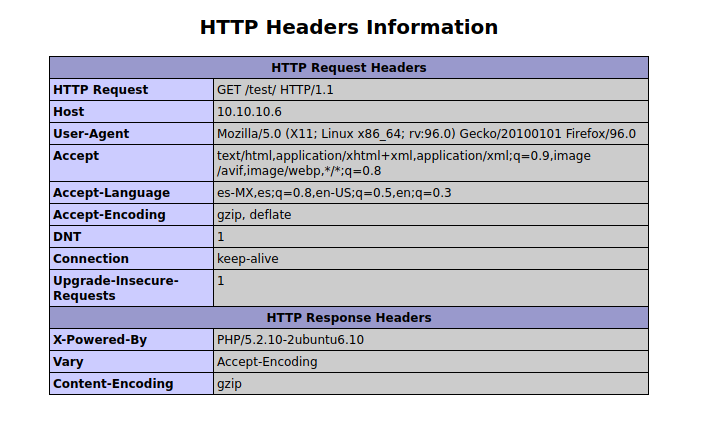 HTTP Headers Information
HTTP Request Headers
HTTP Request GET /test/ HTTP/1.1
Host 10.10.10.6
User-Agent Mozilla/5.0 (X11; Linux x86_64; rv:96.0) Gecko/20100101 Firefox/96.0
Accept text/html,application/xhtml+xml,application/xml;q=0.9,image
/avif,image/webp,*/*;q=0.8
Accept-Language es-MX,es;q=0.8,en-US;q=0.5,en;q=0.3
Accept-Encoding gzip, deflate
DNT 1
Connection keep-alive
Upgrade-Insecure- 1
Requests
HTTP Response Headers
X-Powered-By PHP/5.2.10-2ubuntu6.10
Vary Accept-Encoding
Content-Encoding gzip